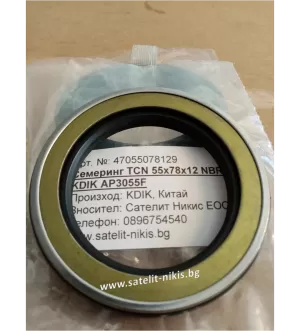 рт. №: 47055078129
Семеринг TCN 55x78x12 NBR
KDIK AP3055F
Произход: KDIK, Китай
Вносител: Сателит Никис ЕОО
елефон: 0896754540
www.satelit-nikis.bg
www.satelit-nikis.bg